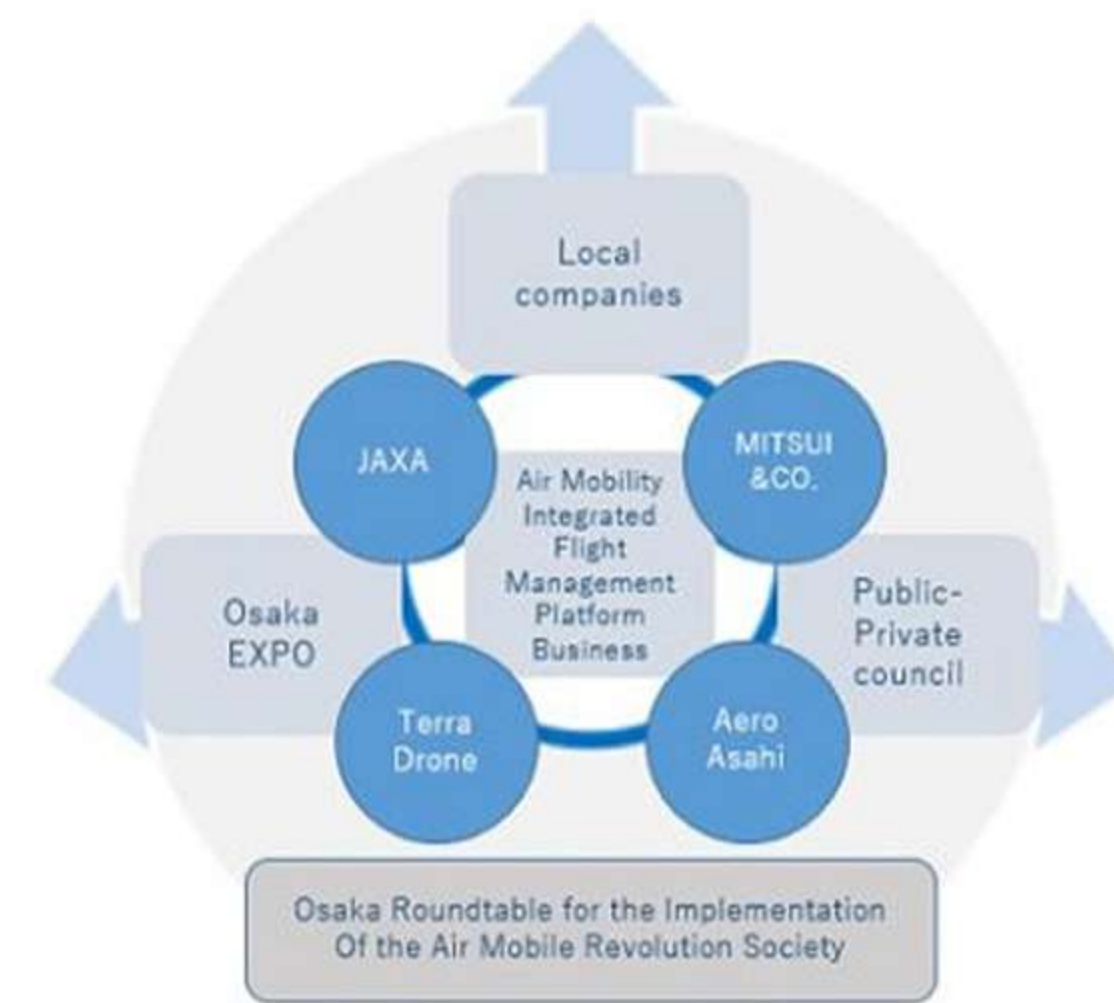 Local
companies
JAXA
MITSUI
&CO.
Air Mobility
Integrated
Flight
Management
Platform
Business
Osaka
EXPO
Public-
Private
council
Terra
Drone
Aero
Asahi
Osaka Roundtable for the Implementation
Of the Air Mobile Revolution Society